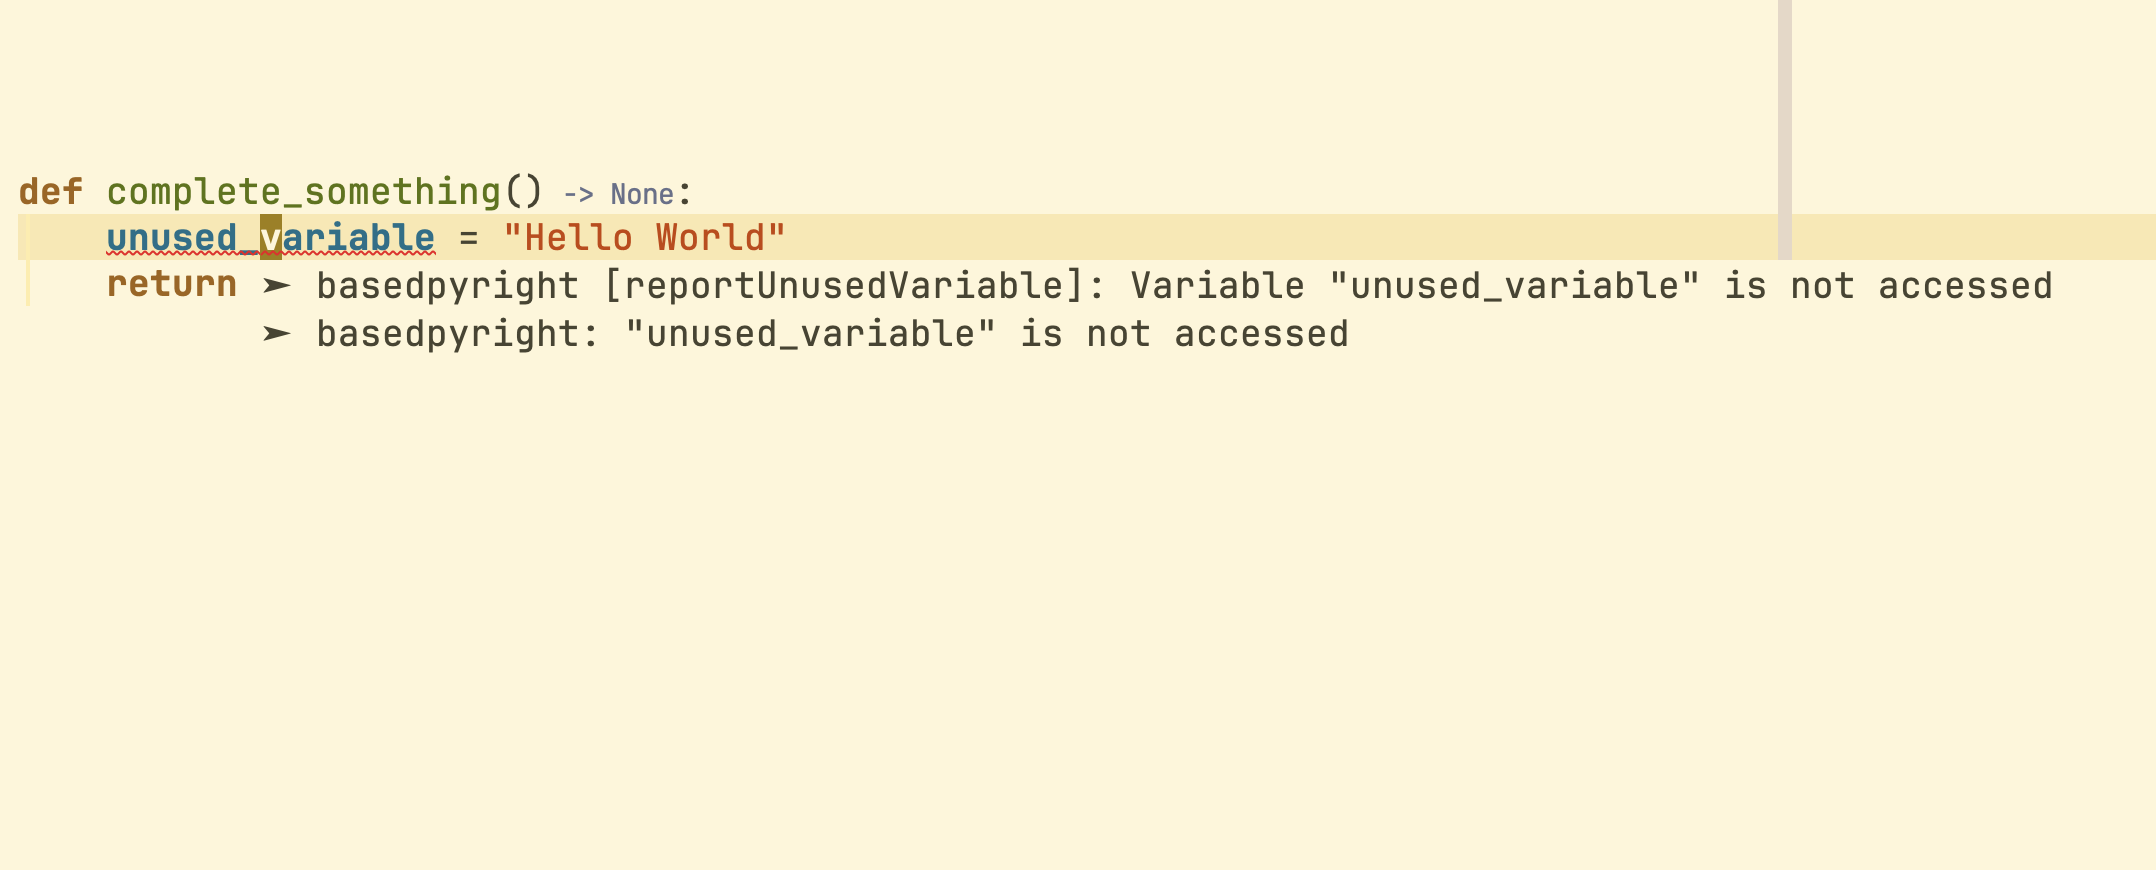 def complete_something() -> None:
    unused_variable = "Hello World"
    return ➤ basedpyright [reportUnusedVariable]: Variable "unused_variable" is not accessed
           ➤ basedpyright: "unused_variable" is not accessed